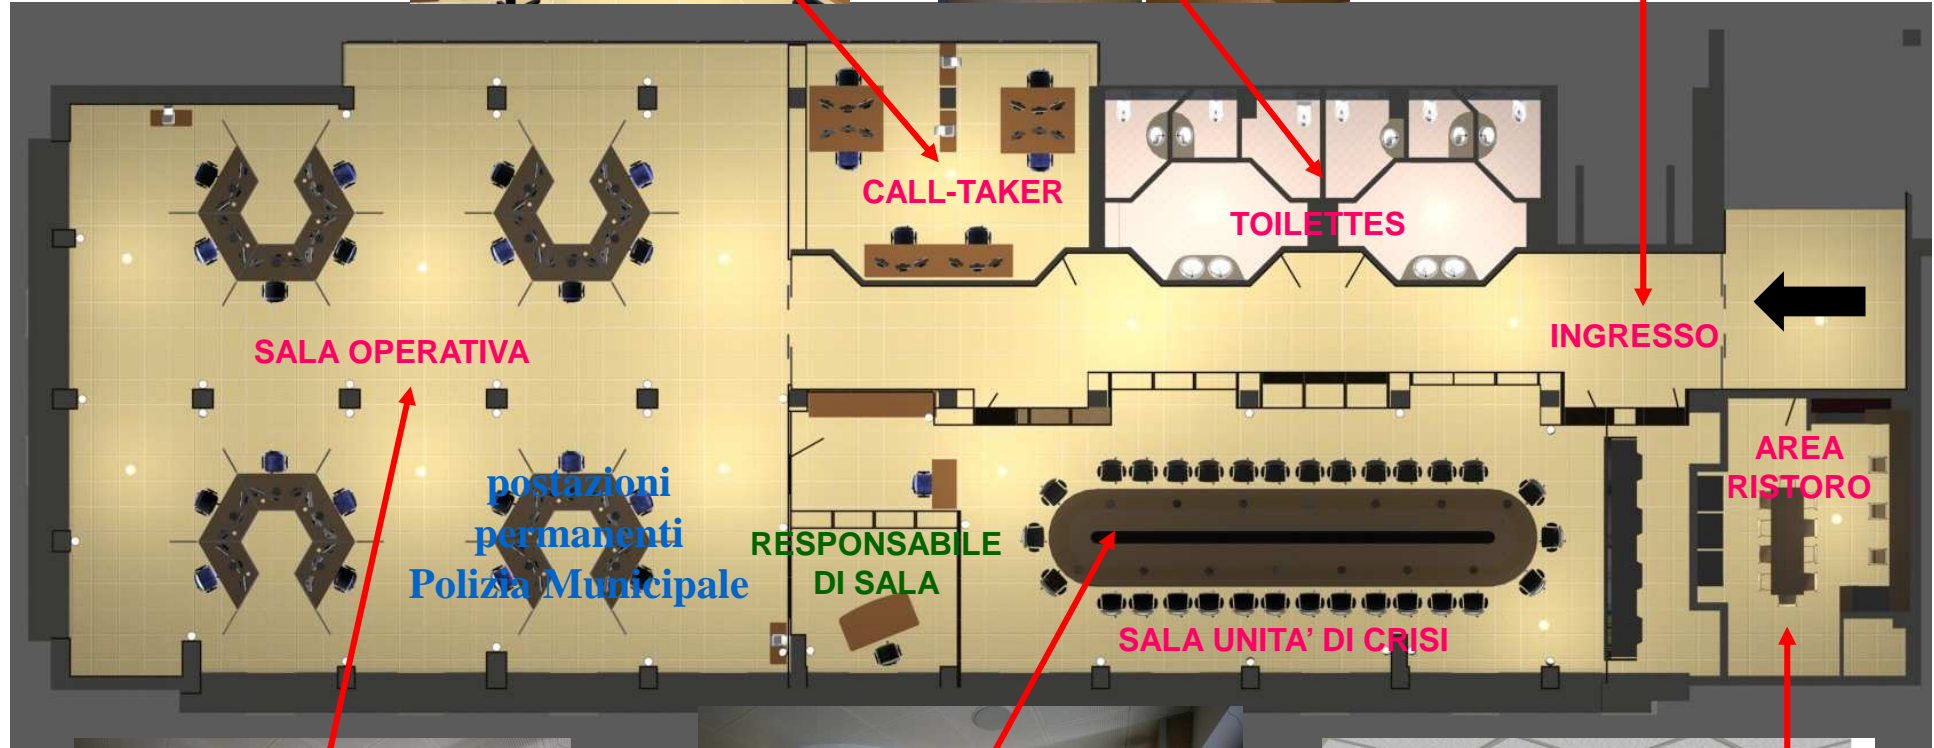 CALL-TAKER
TOILETTES
INGRESSO
SALA OPERATIVA
AREA
RISTORO
postazioni
permanenti
Polizia Municipale
RESPONSABILE
DI SALA
SALA UNITA’ DI CRISI